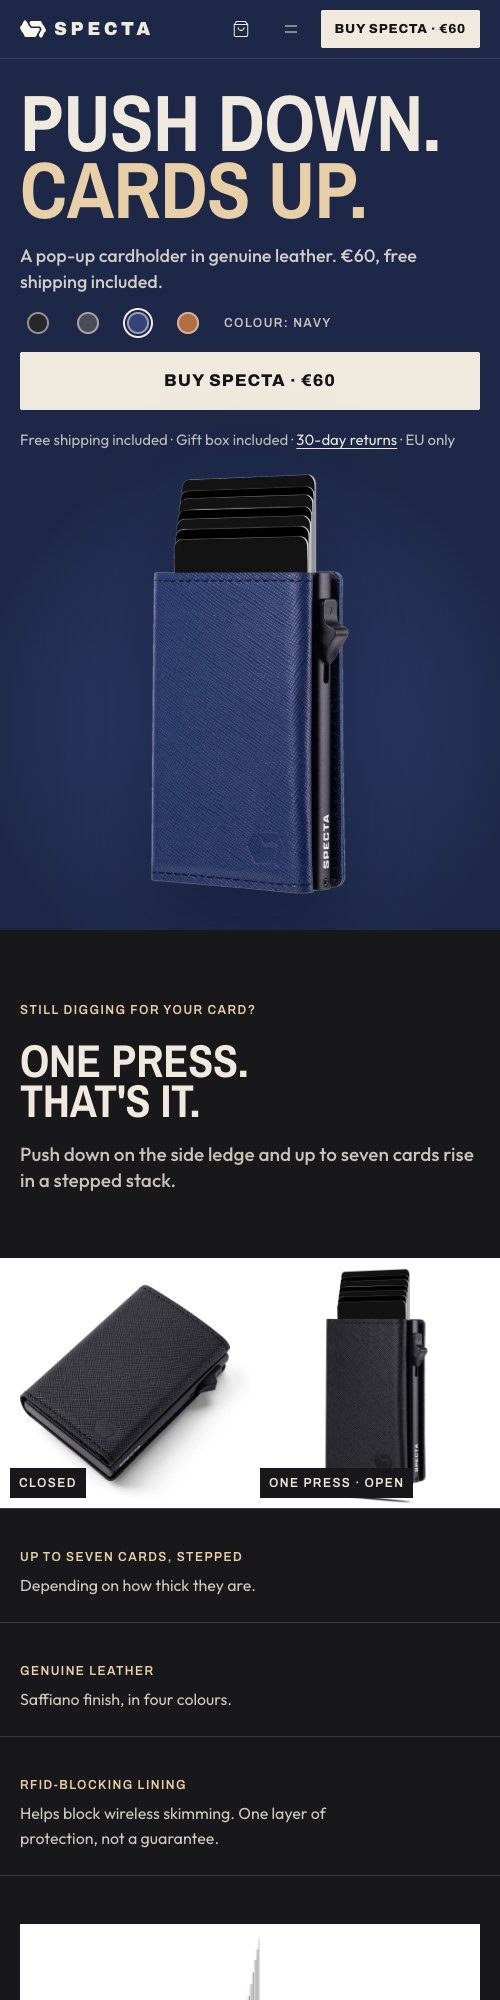 SPECTA
BUY SPECTA · €60
PUSH DOWN.
CARDS UP.
A pop-up cardholder in genuine leather. €60, free
shipping included.
COLOUR: NAVY
BUY SPECTA · €60
Free shipping included · Gift box included · 30-day returns · EU only
SPECTA
STILL DIGGING FOR YOUR CARD?
ONE PRESS.
THAT'S IT.
Push down on the side ledge and up to seven cards rise
in a stepped stack.
SPECTA
CLOSED
ONE PRESS · OPEN
UP TO SEVEN CARDS, STEPPED
Depending on how thick they are.
GENUINE LEATHER
Saffiano finish, in four colours.
RFID-BLOCKING LINING
Helps block wireless skimming. One layer of
protection, not a guarantee.